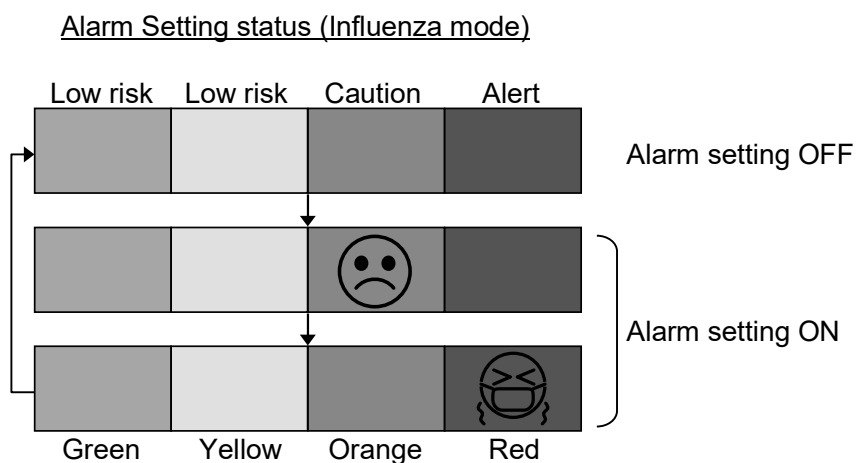 Alarm Setting status (Influenza mode)
Low risk Low risk Caution Alert
Alarm setting OFF
Alarm setting ON
Green Yellow Orange Red